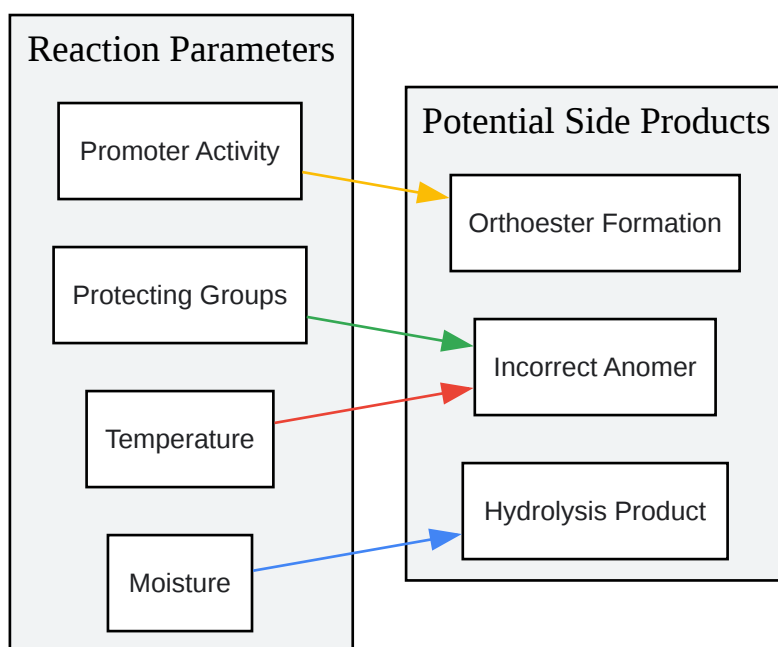 Reaction Parameters
Promoter Activity
Protecting Groups
Temperature
Moisture
Potential Side Products
Orthoester Formation
Incorrect Anomer
Hydrolysis Product